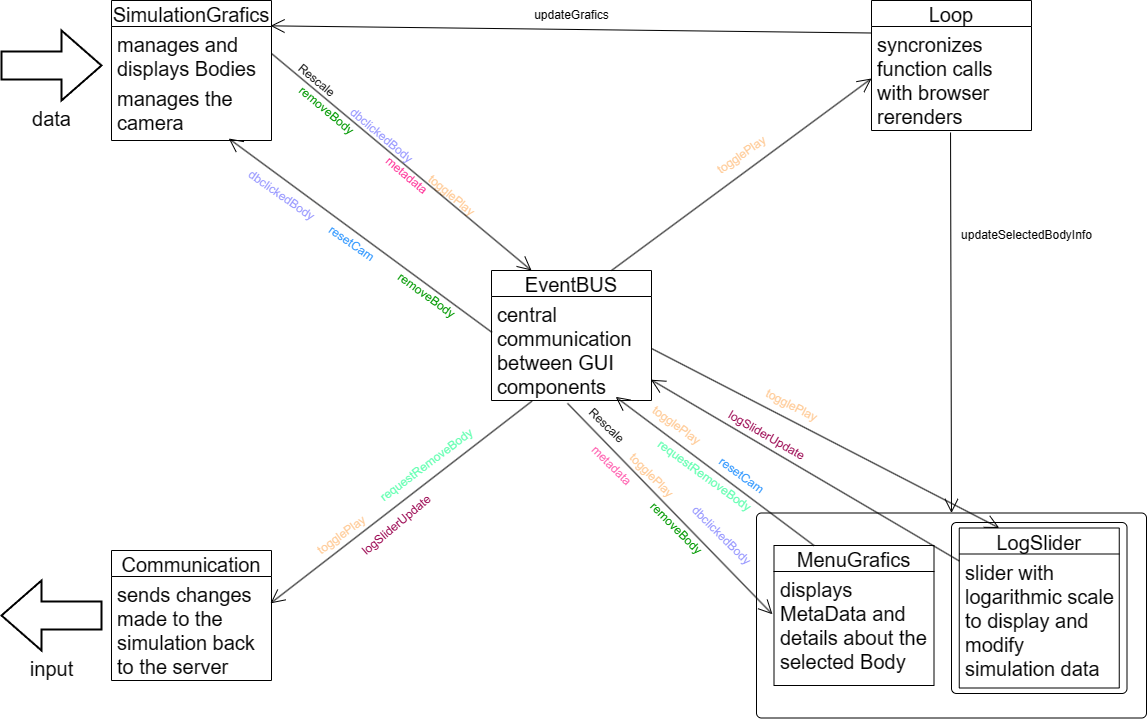 SimulationGrafics
manages and
displays Bodies
manages the
camera
data
updateGrafics
Loop
syncronizes
function calls
with browser
rerenders
Rescale
removeBody
dbclickedBody
metadata
togglePlay
togglePlay
dbclickedBody
resetCam
removeBody
updateSelectedBodyInfo
EventBUS
central
communication
between GUI
components
togglePlay
logSliderUpdate
Rescale
togglePlay
metadata
togglePlay
requestRemoveBody
resetCam
removeBody
dbclickedBody
requestRemoveBody
togglePlay
logSliderUpdate
Communication
sends changes
made to the
simulation back
to the server
input
MenuGrafics
displays
MetaData and
details about the
selected Body
LogSlider
slider with
logarithmic scale
to display and
modify
simulation data